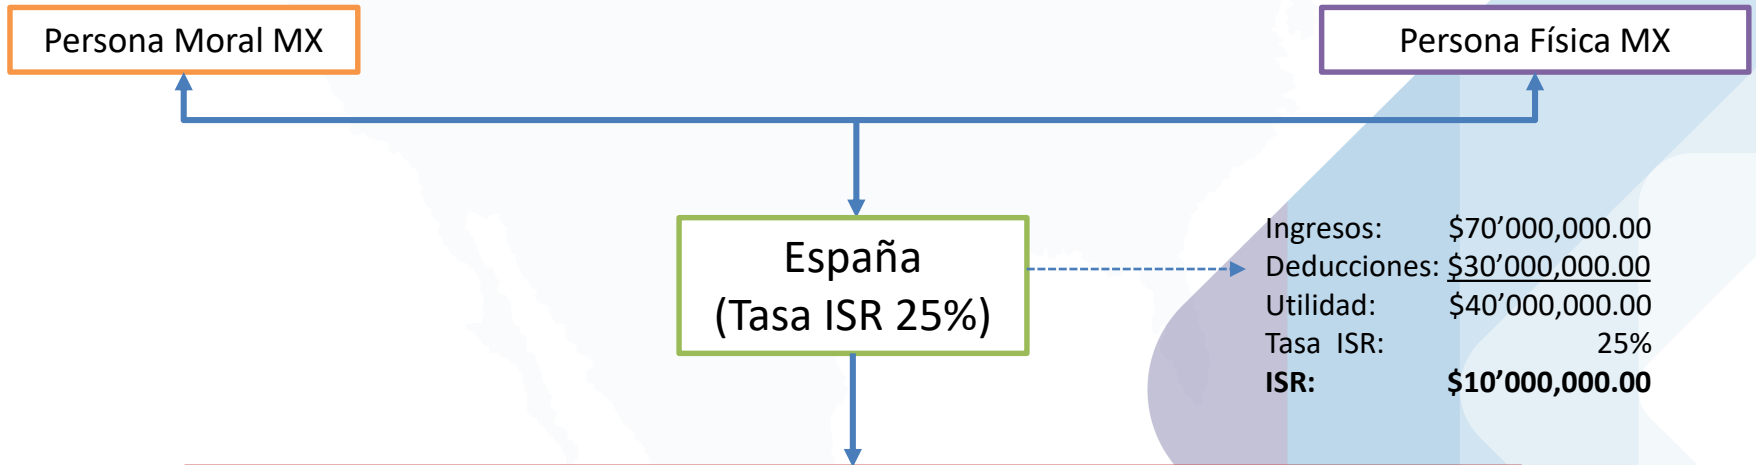 Persona Moral MX
Persona Física MX
España
(Tasa ISR 25%)
Ingresos: $70’000,000.00
Deducciones: $30’000,000.00
Utilidad: $40’000,000.00
Tasa ISR: 25%
ISR: $10’000,000.00